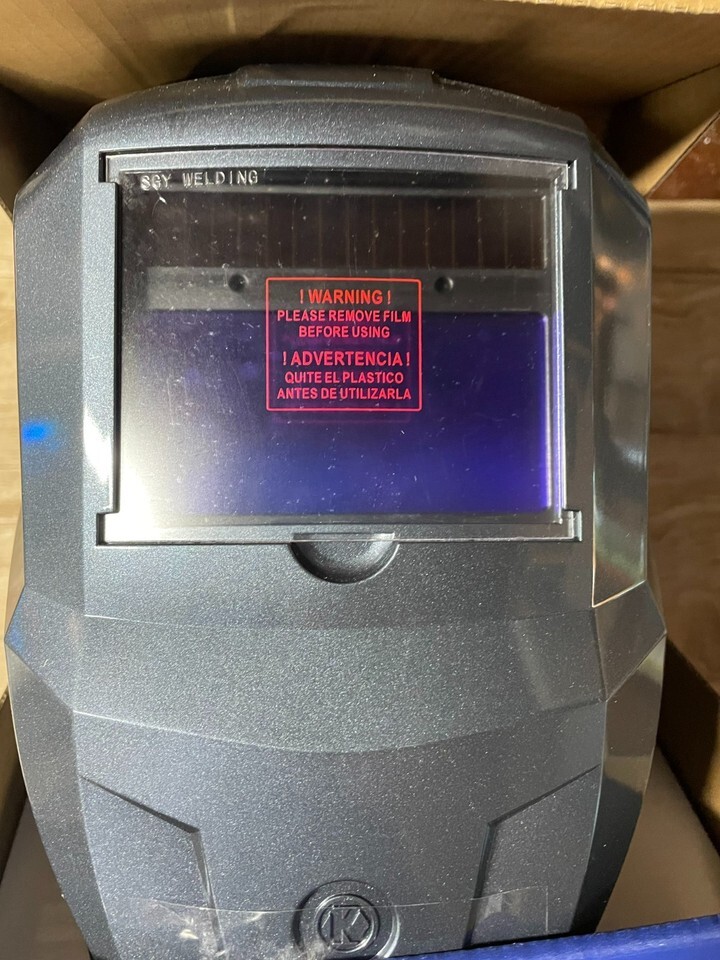 SGY WELDING
! WARNING !
PLEASE REMOVE FILM
BEFORE USING
! ADVERTENCIA !
QUITE EL PLASTICO
ANTES DE UTILIZARLA
K